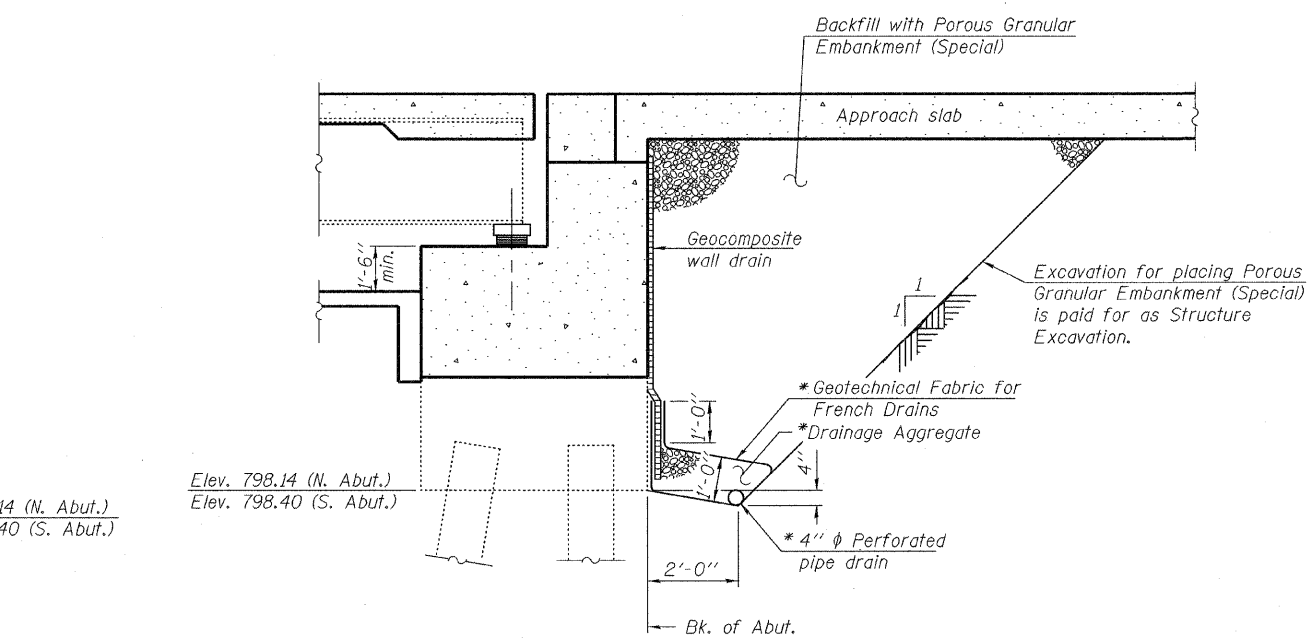 Backfill with Porous Granular
Embankment (Special)
Approach slab
Geocomposite
wall drain
1'-6"
min.
1
1
Excavation for placing Porous
Granular Embankment (Special)
is paid for as Structure
Excavation.
* Geotechnical Fabric for
French Drains
*Drainage Aggregate
1'-0"
1'-0"
4"
Elev. 798.14 (N. Abut.)
Elev. 798.40 (S. Abut.)
14 (N. Abut.)
40 (S. Abut.)
* 4" ϕ Perforated
pipe drain
2'-0"
Bk. of Abut.